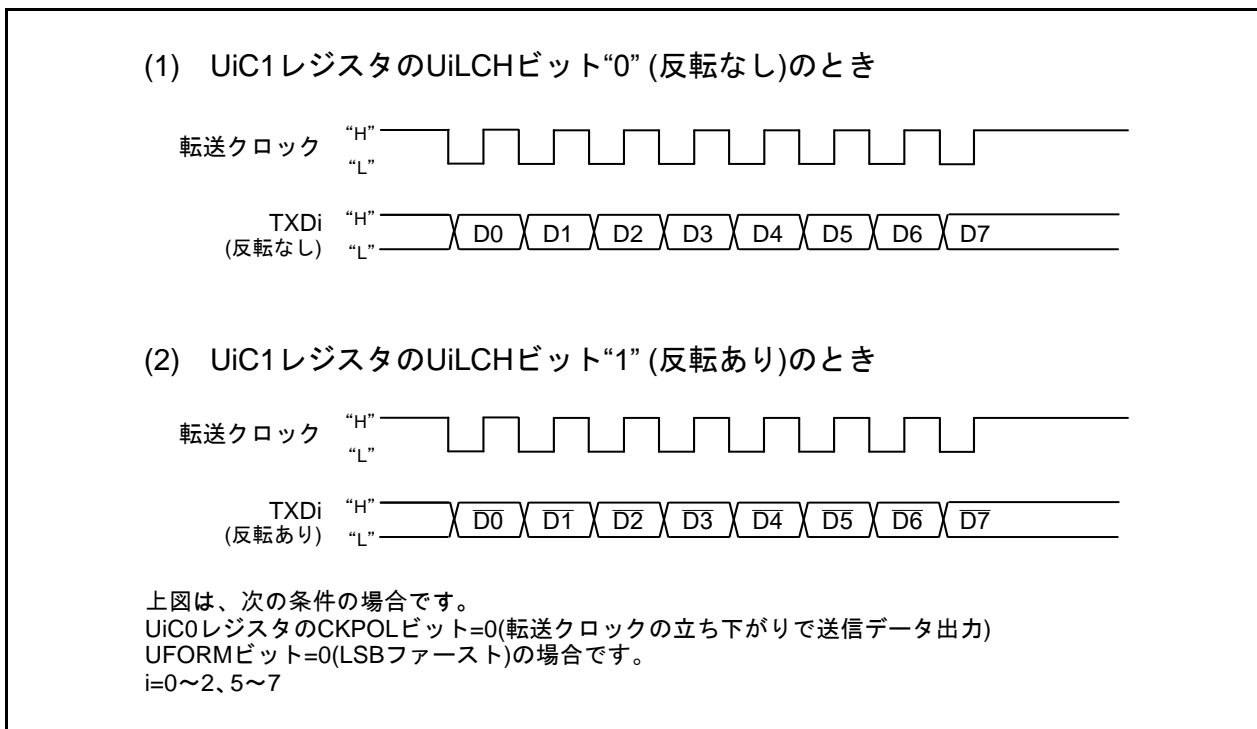 (1) UiC1レジスタのUiLCHビット“0” (反転なし)のとき
転送クロック “H”
“L”
TXDi “H”
(反転なし) “L”
D0 D1 D2 D3 D4 D5 D6 D7
(2) UiC1レジスタのUiLCHビット“1” (反転あり)のとき
転送クロック “H”
“L”
TXDi “H”
(反転あり) “L”
D̅0̅ D̅1̅ D̅2̅ D̅3̅ D̅4̅ D̅5̅ D̅6̅ D̅7̅
上図は、次の条件の場合です。
UiC0レジスタのCKPOLビット=0(転送クロックの立ち下がりで送信データ出力)
UFORMビット=0(LSBファースト)の場合です。
i=0～2、5～7